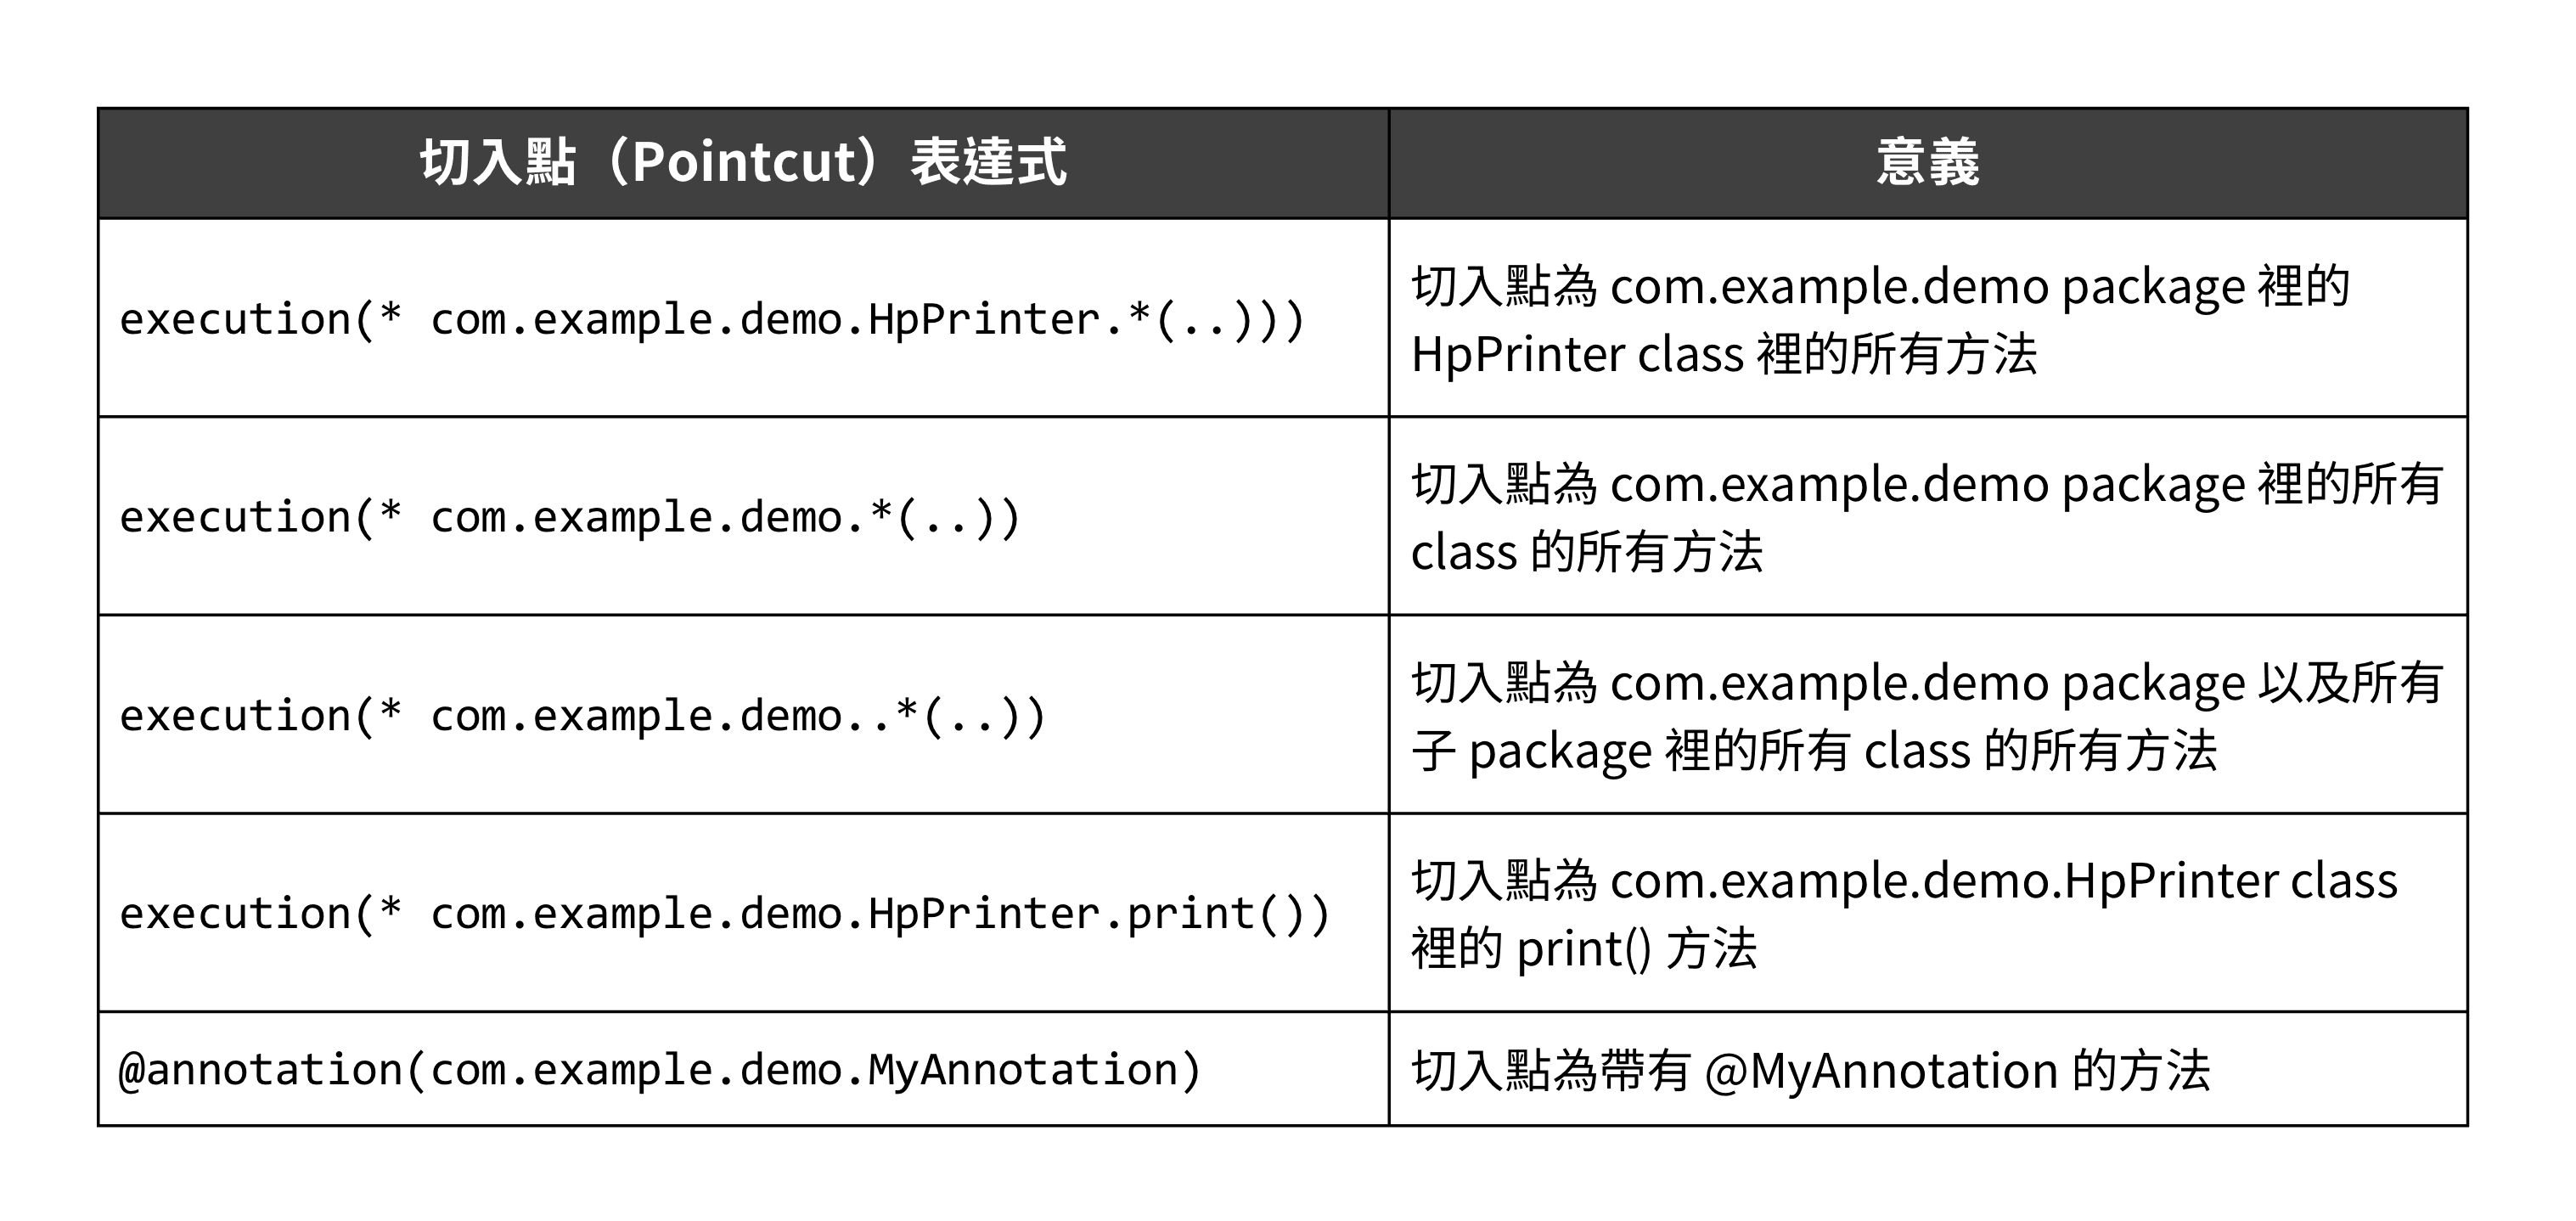 切入點（Pointcut）表達式
意義
execution(* com.example.demo.HpPrinter.*(..)))
切入點為 com.example.demo package 裡的
HpPrinter class 裡的所有方法
execution(* com.example.demo.*(..))
切入點為 com.example.demo package 裡的所有
class 的所有方法
execution(* com.example.demo..*(..))
切入點為 com.example.demo package 以及所有
子 package 裡的所有 class 的所有方法
execution(* com.example.demo.HpPrinter.print())
切入點為 com.example.demo.HpPrinter class
裡的 print() 方法
@annotation(com.example.demo.MyAnnotation)
切入點為帶有 @MyAnnotation 的方法